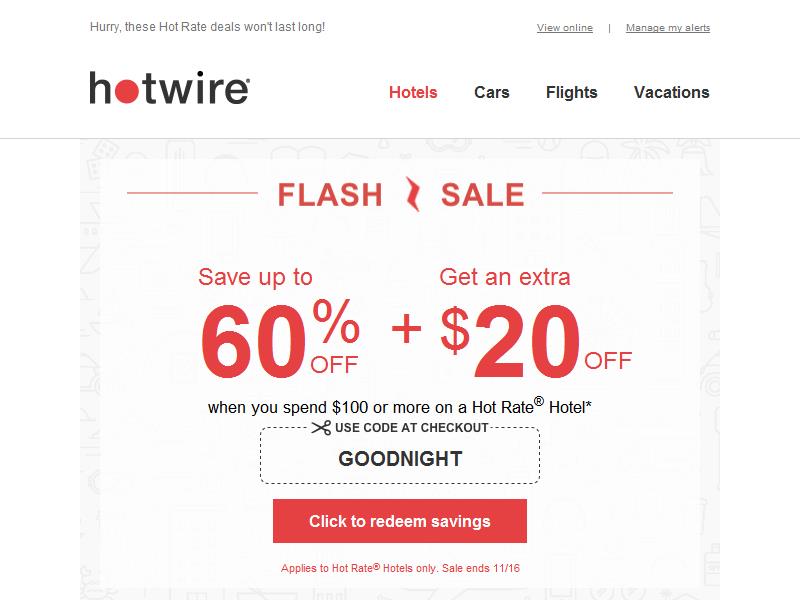 Hurry, these Hot Rate deals won't last long!
View online | Manage my alerts
hotwire®
Hotels Cars Flights Vacations
FLASH SALE
Save up to
60% OFF
+
Get an extra
$20 OFF
when you spend $100 or more on a Hot Rate® Hotel*
USE CODE AT CHECKOUT
GOODNIGHT
Click to redeem savings
Applies to Hot Rate® Hotels only. Sale ends 11/16